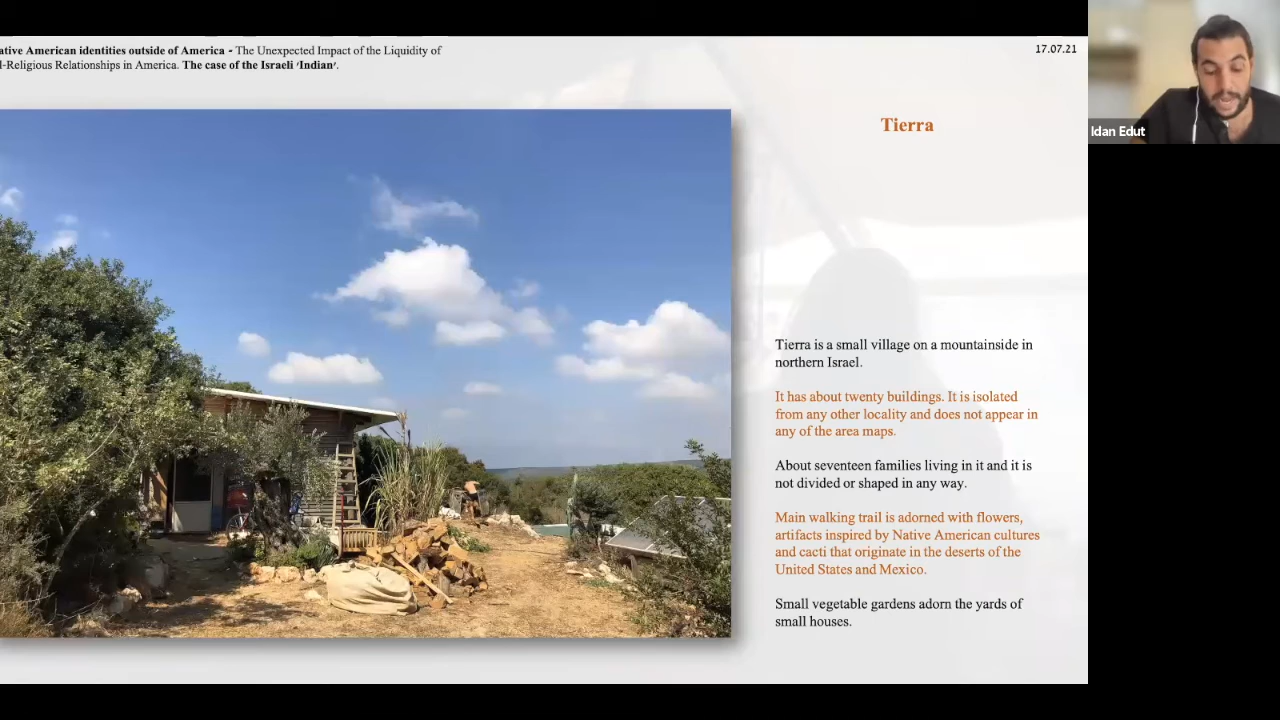 ative American identities outside of America - The Unexpected Impact of the Liquidity of
l-Religious Relationships in America. The case of the Israeli 'Indian'.
17.07.21
Idan Edut
Tierra
Tierra is a small village on a mountainside in
northern Israel.
It has about twenty buildings. It is isolated
from any other locality and does not appear in
any of the area maps.
About seventeen families living in it and it is
not divided or shaped in any way.
Main walking trail is adorned with flowers,
artifacts inspired by Native American cultures
and cacti that originate in the deserts of the
United States and Mexico.
Small vegetable gardens adorn the yards of
small houses.